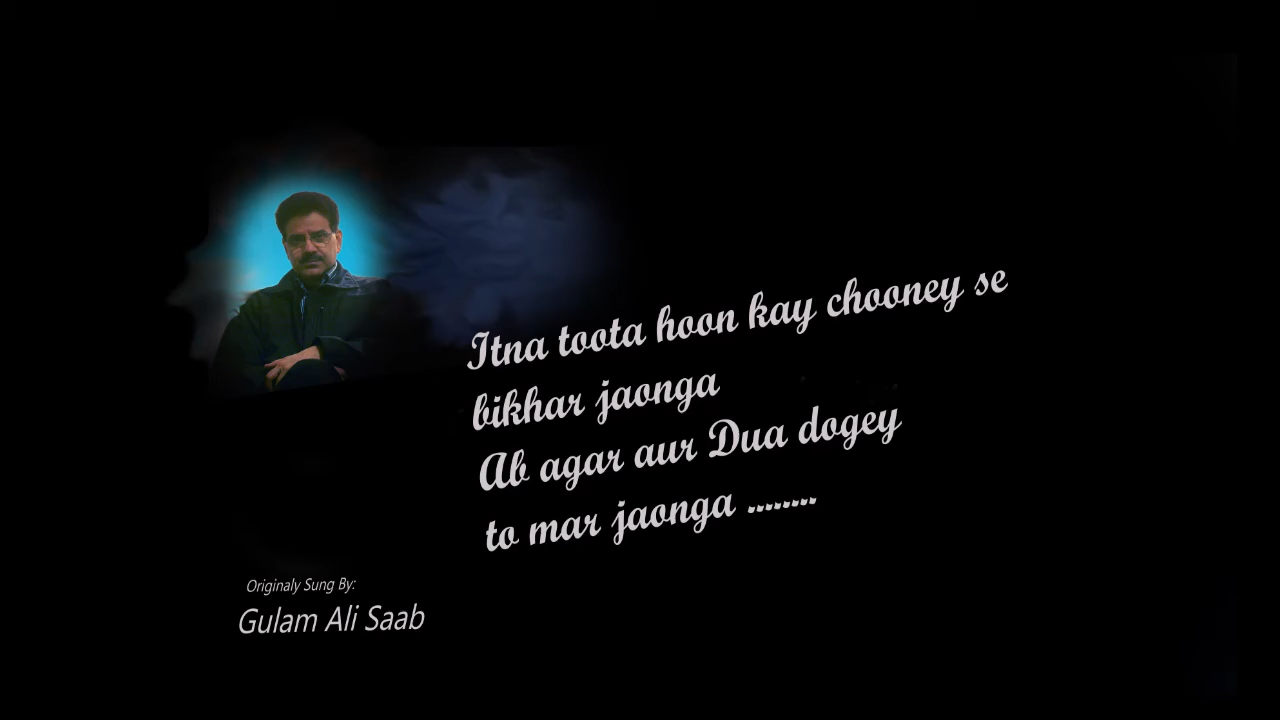 Itna toota hoon kay chooney se
bikhar jaonga
Ab agar aur Dua dogey
to mar jaonga ........
Originaly Sung By:
Gulam Ali Saab